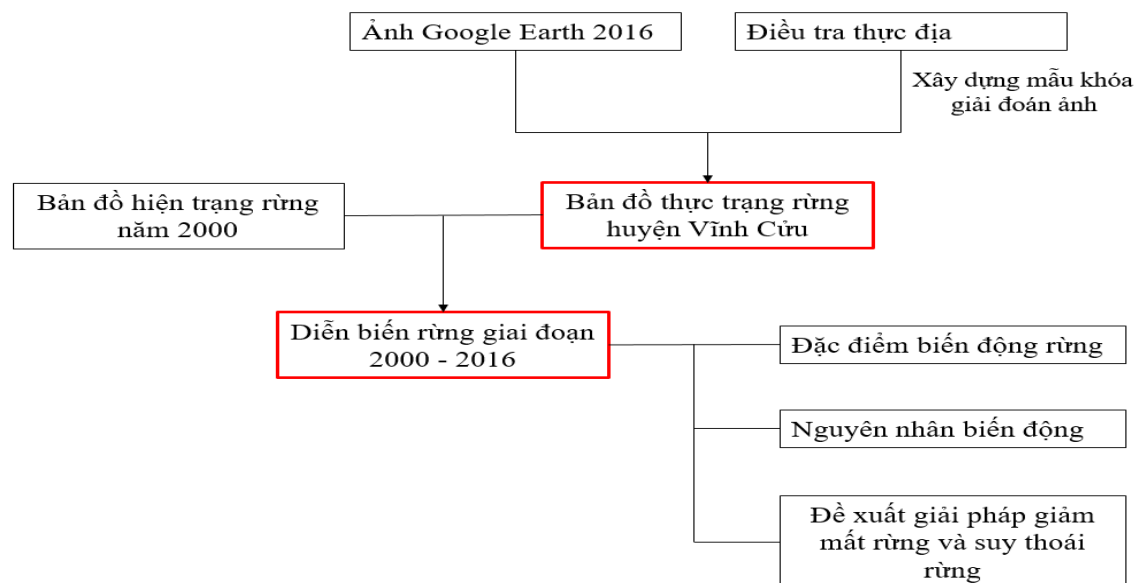 Ảnh Google Earth 2016
Điều tra thực địa
Xây dựng mẫu khóa
giải đoán ảnh
Bản đồ hiện trạng rừng
năm 2000
Bản đồ thực trạng rừng
huyện Vĩnh Cửu
Diễn biến rừng giai đoạn
2000 - 2016
Đặc điểm biến động rừng
Nguyên nhân biến động
Đề xuất giải pháp giảm
mất rừng và suy thoái
rừng